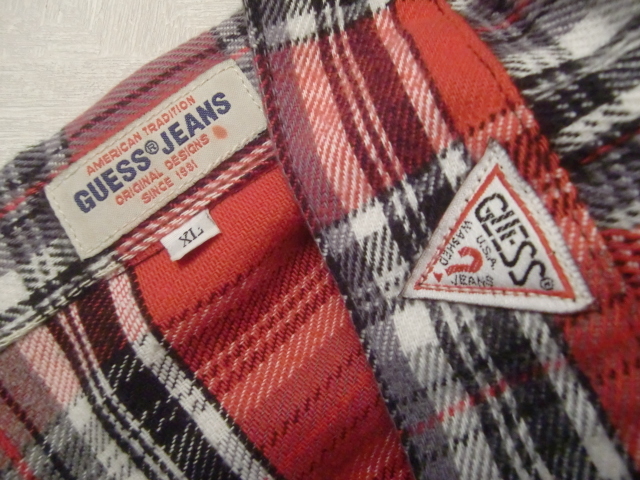 AMERICAN TRADITION
GUESS® JEANS
ORIGINAL DESIGNS
SINCE 1981
XL
GUESS®
U.S.A.
WASHED
JEANS